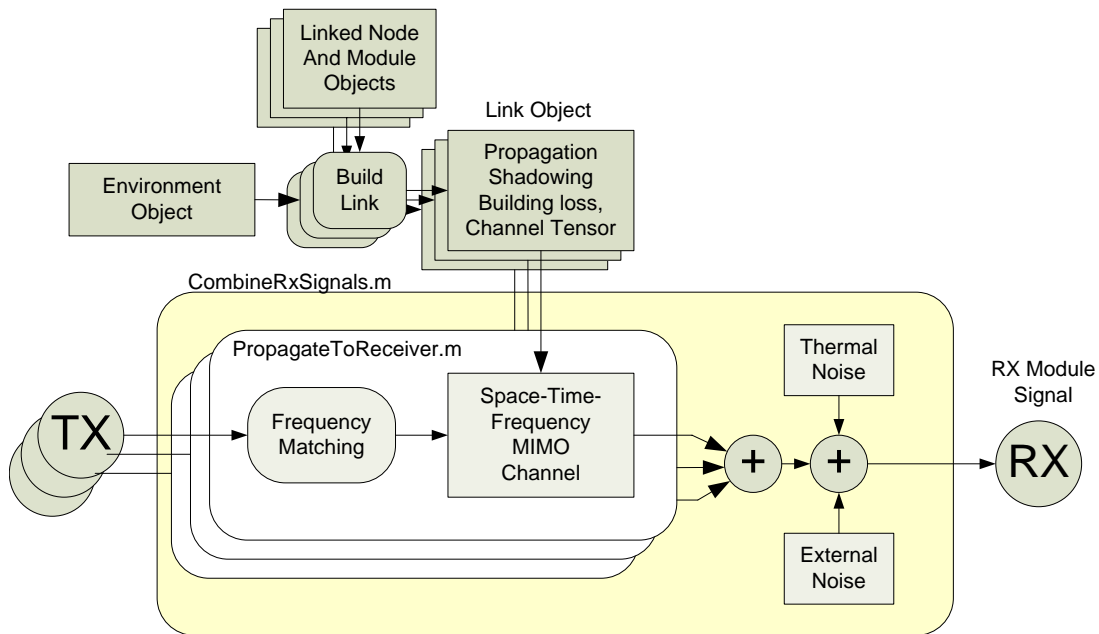 Linked Node
And Module
Objects
Link Object
Environment
Object
Build
Link
Propagation
Shadowing
Building loss,
Channel Tensor
CombineRxSignals.m
PropagateToReceiver.m
TX
Frequency
Matching
Space-Time-
Frequency
MIMO
Channel
+
+
Thermal
Noise
External
Noise
RX Module
Signal
RX